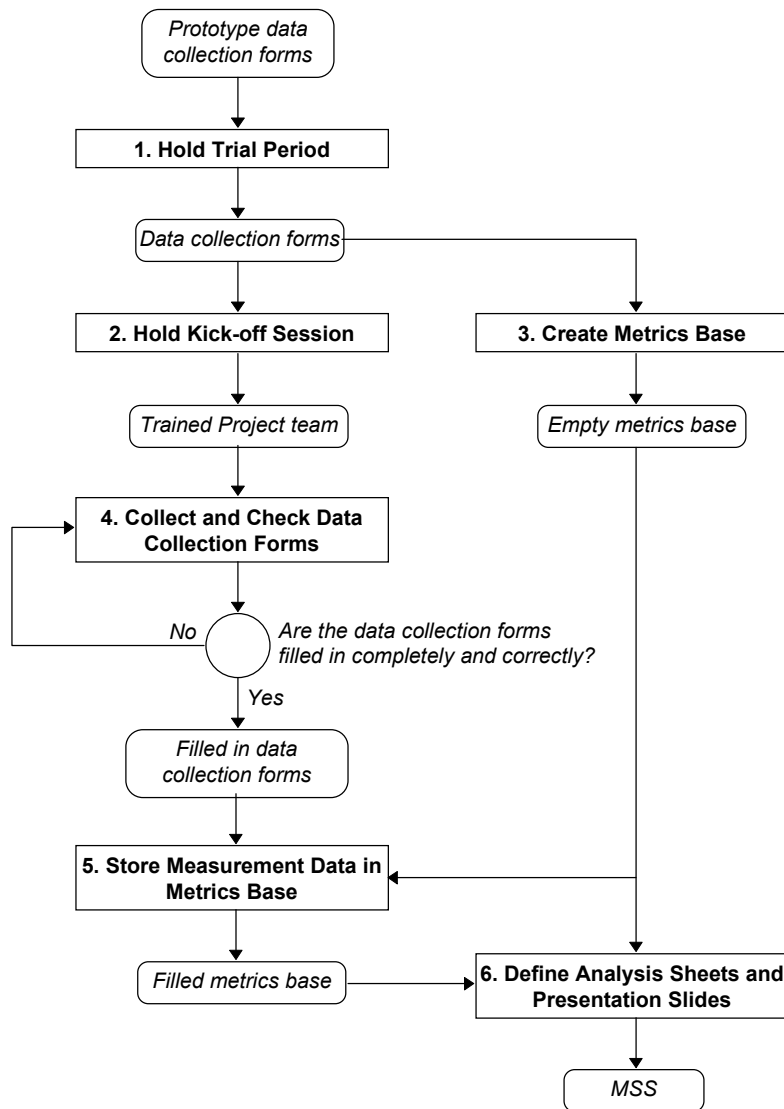 Prototype data
collection forms
1. Hold Trial Period
Data collection forms
2. Hold Kick-off Session
3. Create Metrics Base
Trained Project team
Empty metrics base
4. Collect and Check Data
Collection Forms
No
Are the data collection forms
filled in completely and correctly?
Yes
Filled in data
collection forms
5. Store Measurement Data in
Metrics Base
Filled metrics base
6. Define Analysis Sheets and
Presentation Slides
MSS